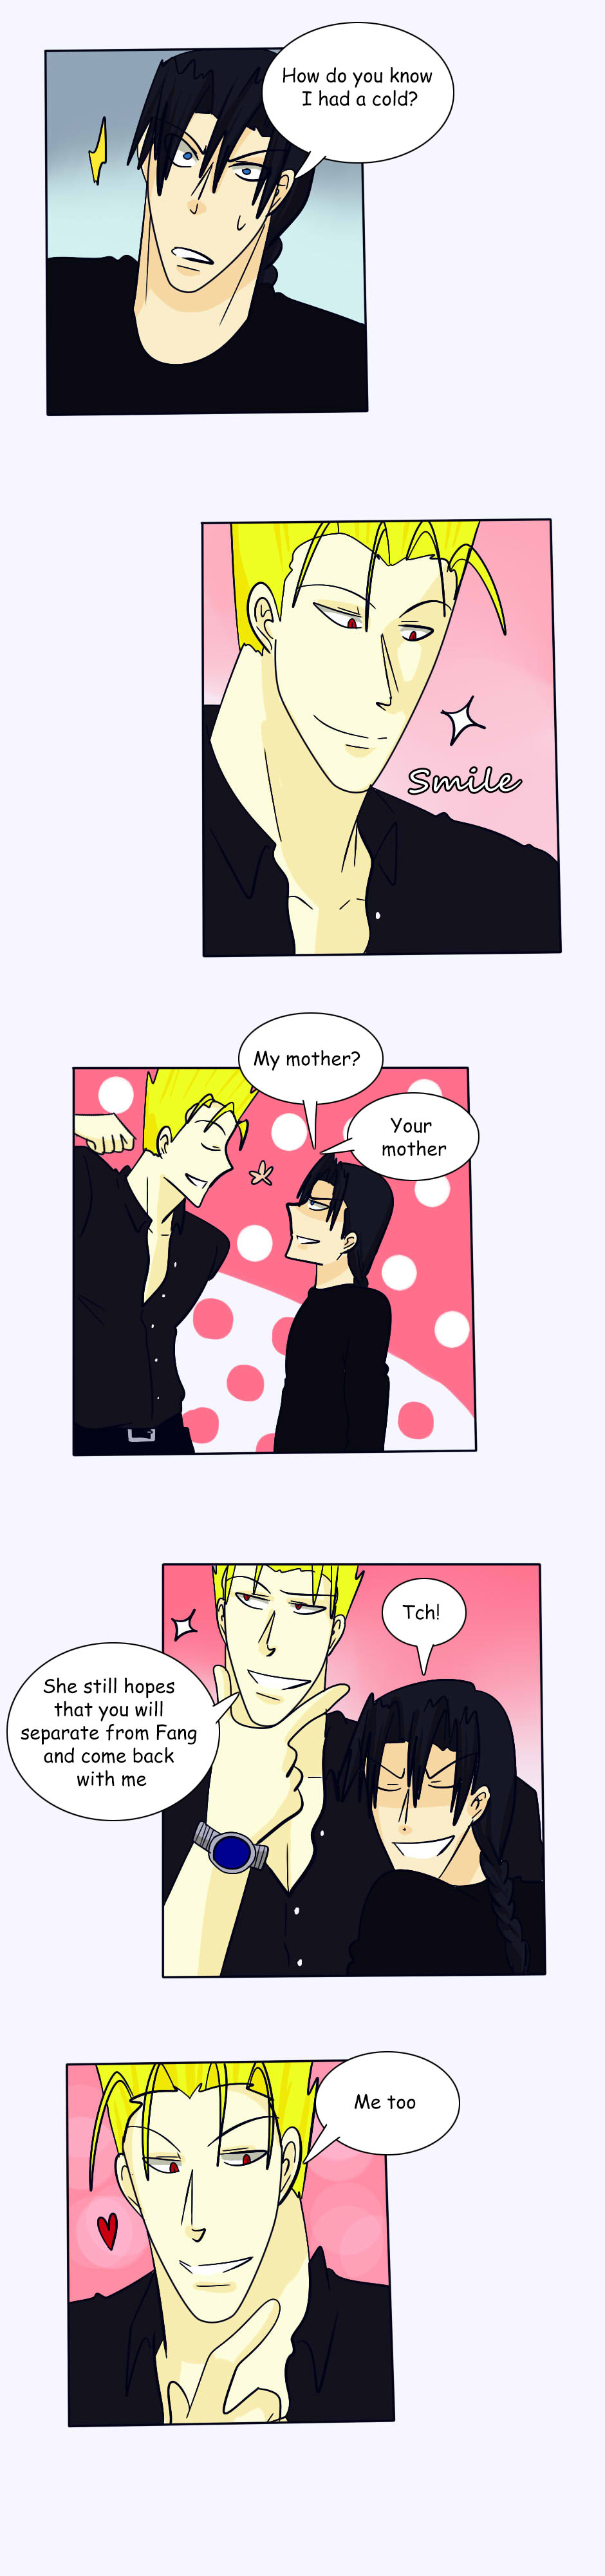 How do you know
I had a cold?
Smile
My mother?
Your
mother
Tch!
She still hopes
that you will
separate from Fang
and come back
with me
Me too